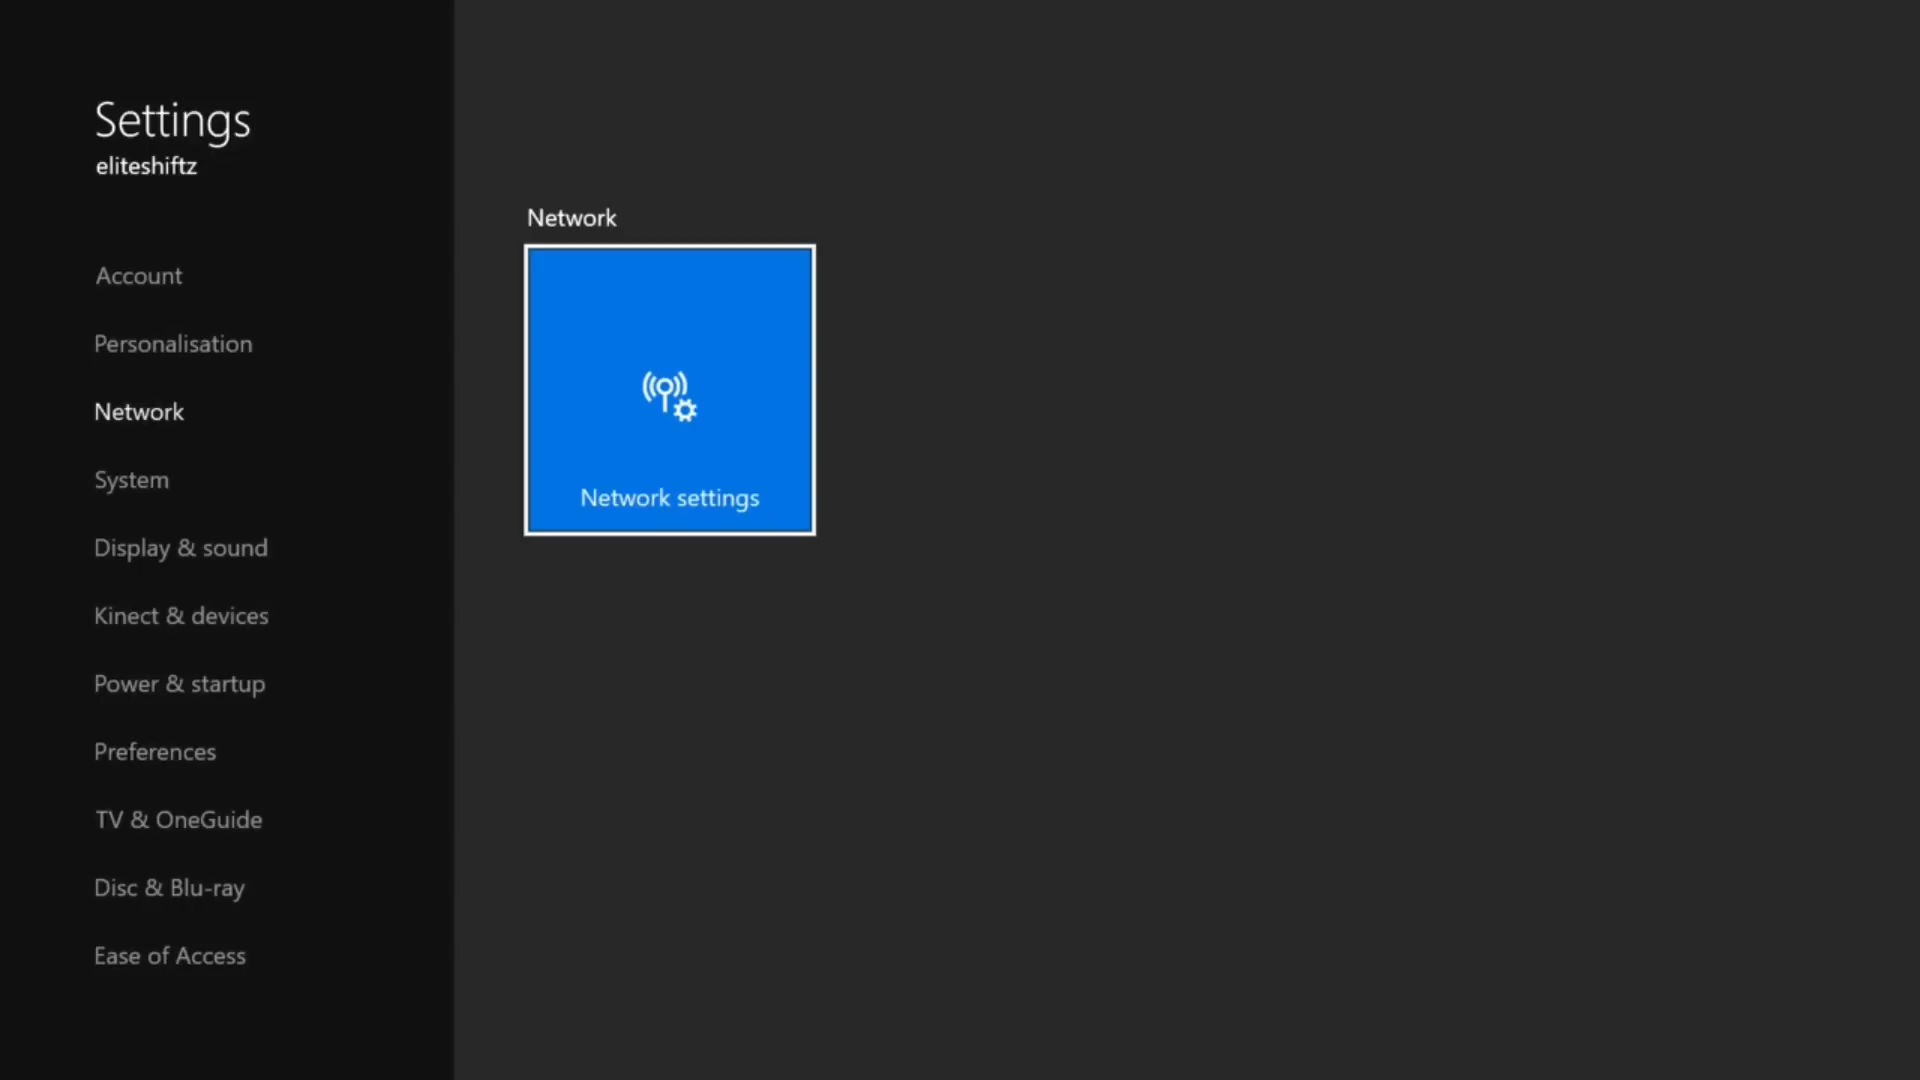 Settings
eliteshiftz
Account
Personalisation
Network
System
Display & sound
Kinect & devices
Power & startup
Preferences
TV & OneGuide
Disc & Blu-ray
Ease of Access
Network
Network settings